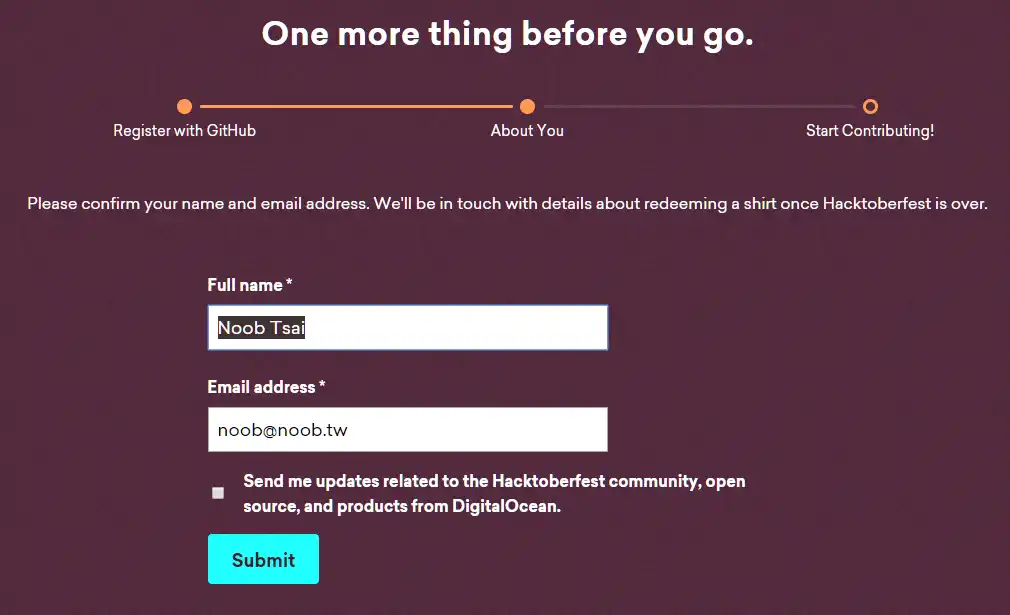 One more thing before you go.
Register with GitHub
About You
Start Contributing!
Please confirm your name and email address. We'll be in touch with details about redeeming a shirt once Hacktoberfest is over.
Full name *
Noob Tsai
Email address *
noob@noob.tw
Send me updates related to the Hacktoberfest community, open
source, and products from DigitalOcean.
Submit